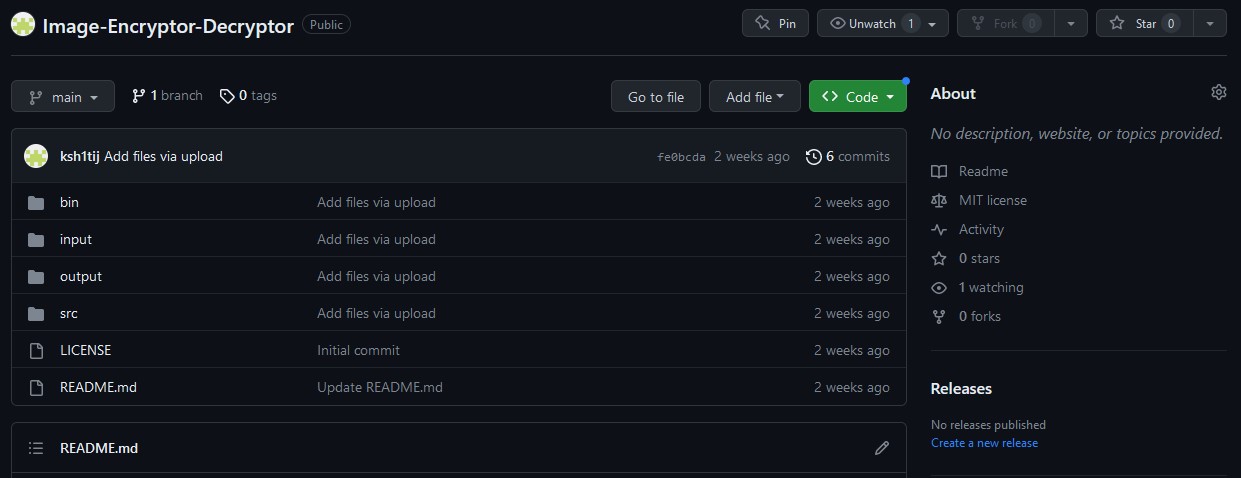 Image-Encryptor-Decryptor Public Pin Unwatch 1 Fork 0 Star 0
main 1 branch 0 tags Go to file Add file Code
ksh1tij Add files via upload fe0bcda 2 weeks ago 6 commits
bin Add files via upload 2 weeks ago
input Add files via upload 2 weeks ago
output Add files via upload 2 weeks ago
src Add files via upload 2 weeks ago
LICENSE Initial commit 2 weeks ago
README.md Update README.md 2 weeks ago
README.md
About
No description, website, or topics provided.
Readme
MIT license
Activity
0 stars
1 watching
0 forks
Releases
No releases published
Create a new release